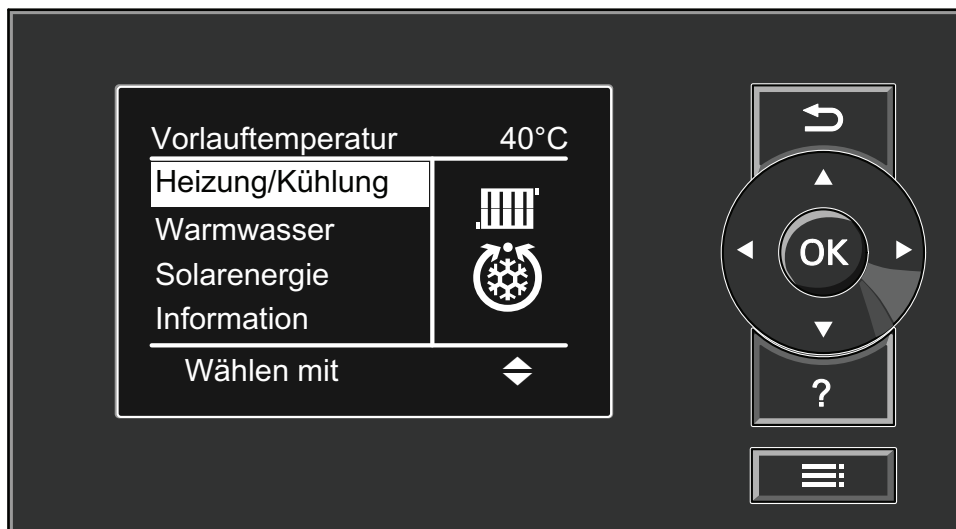 Vorlauftemperatur 40°C
Heizung/Kühlung
Warmwasser
Solarenergie
Information
Wählen mit
OK
?